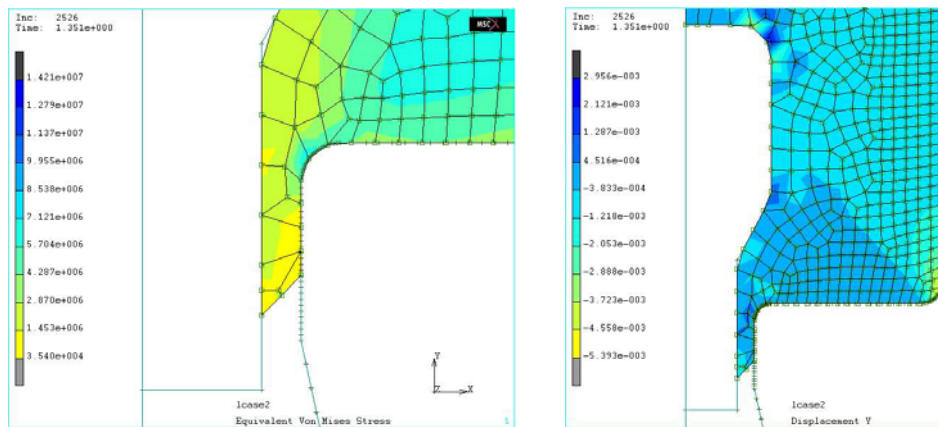 Inc: 2526
Time: 1.351e+000
MSC X
1.421e+007
1.279e+007
1.137e+007
9.955e+006
8.538e+006
7.121e+006
5.704e+006
4.287e+006
2.870e+006
1.453e+006
3.540e+004
Y
Z X
lcase2
Equivalent Von Mises Stress
1
Inc: 2526
Time: 1.351e+000
2.956e-003
2.121e-003
1.287e-003
4.516e-004
-3.833e-004
-1.218e-003
-2.053e-003
-2.888e-003
-3.723e-003
-4.558e-003
-5.393e-003
lcase2
Displacement Y